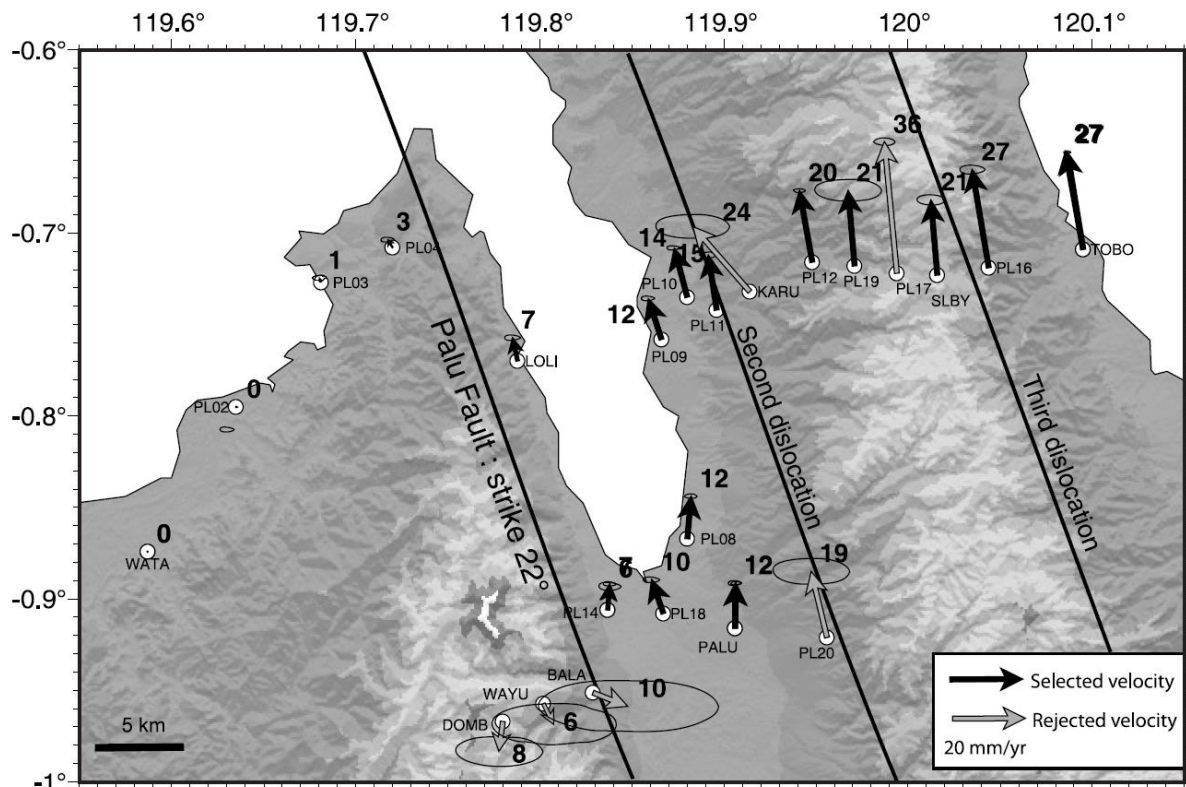 119.6° 119.7° 119.8° 119.9° 120° 120.1°
-0.6°
36
27
27
20 21
21
-0.7°
3
24
14
15
PL04
TOBO
1
PL12 PL19 PL17 SLBY PL16
PL03
PL10
KARU
PL11
7
12
LOLI
PL09
Palu Fault : strike 22°
Second dislocation
Third dislocation
0
PL02
-0.8°
12
PL08
0
WATA
10
12
19
-0.9°
PL14
PL18
PALU
PL20
BALA
10
WAYU
6
DOMB
8
5 km
Selected velocity
Rejected velocity
20 mm/yr
-1°